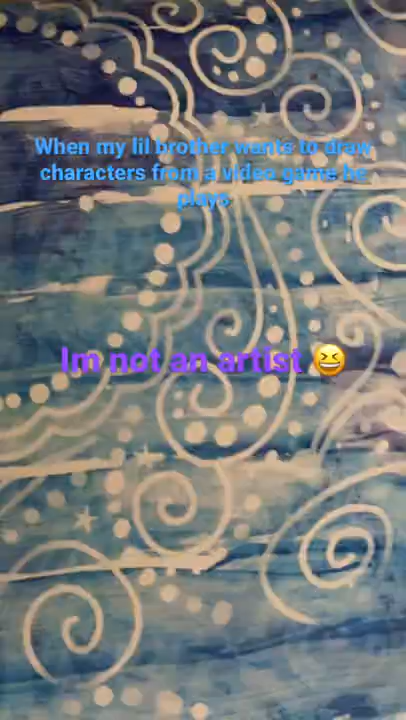 When my lil brother wants to draw
characters from a video game he
plays
Im not an artist 😆